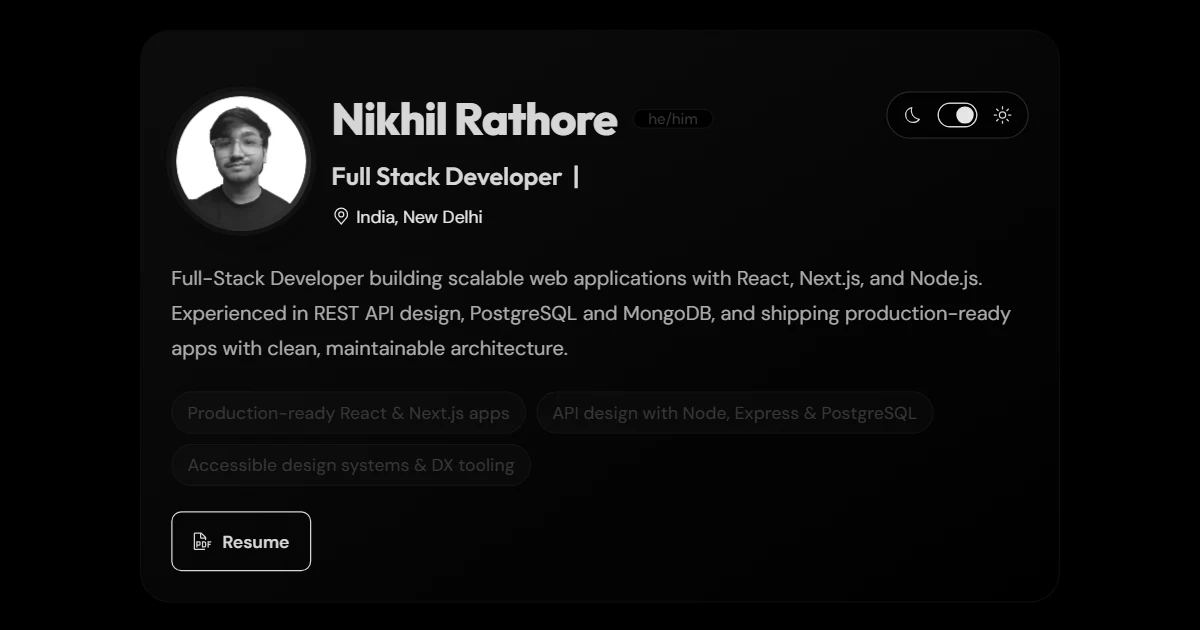 Nikhil Rathore he/him
Full Stack Developer |
India, New Delhi
Full-Stack Developer building scalable web applications with React, Next.js, and Node.js.
Experienced in REST API design, PostgreSQL and MongoDB, and shipping production-ready
apps with clean, maintainable architecture.
Production-ready React & Next.js apps API design with Node, Express & PostgreSQL
Accessible design systems & DX tooling
PDF Resume